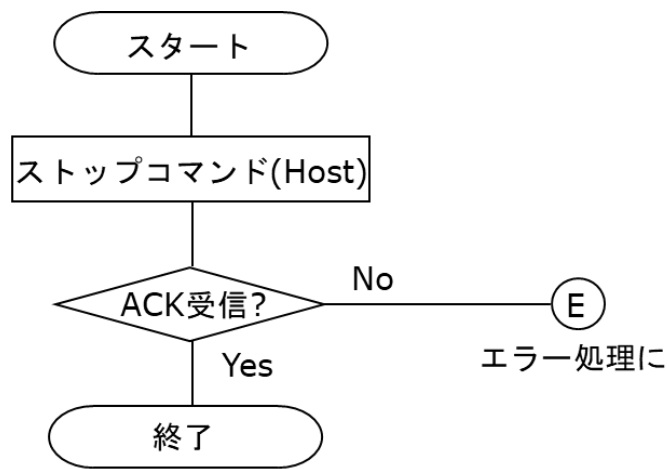 スタート
ストップコマンド(Host)
ACK受信?
No
E
エラー処理に
Yes
終了